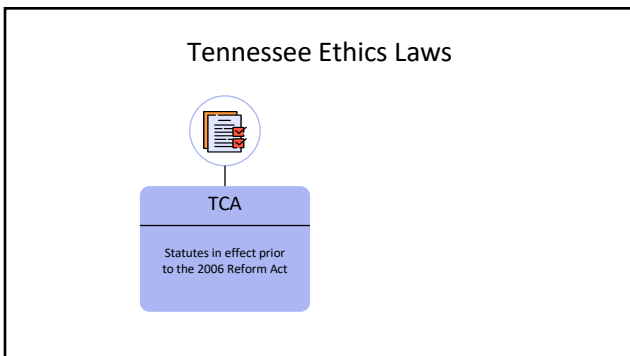 Tennessee Ethics Laws
TCA
Statutes in effect prior
to the 2006 Reform Act